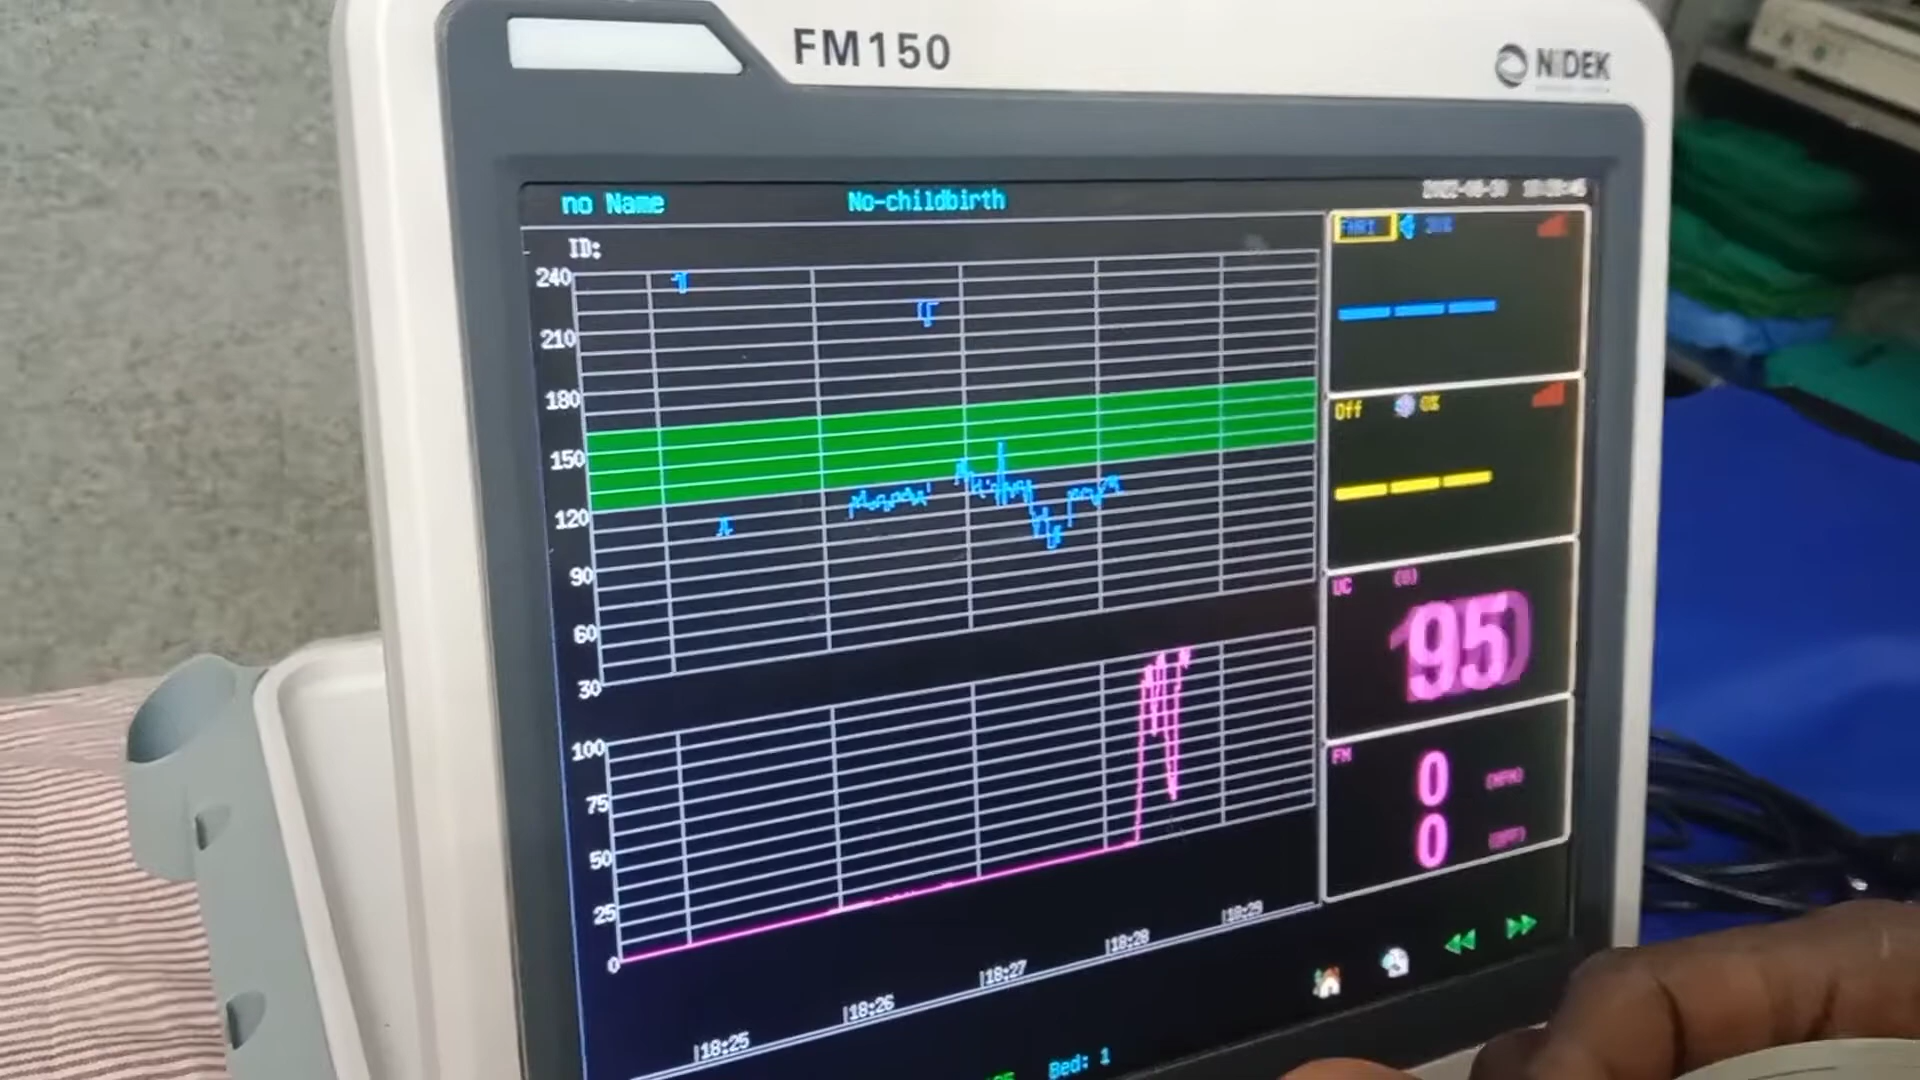 FM150
NIDEK
no Name
No-childbirth
ID:
240
210
180
150
120
90
60
30
100
75
50
25
0
18:25
18:26
18:27
18:28
18:29
Off
0%
UC
(0)
95
FM
0
0
Bed: 1